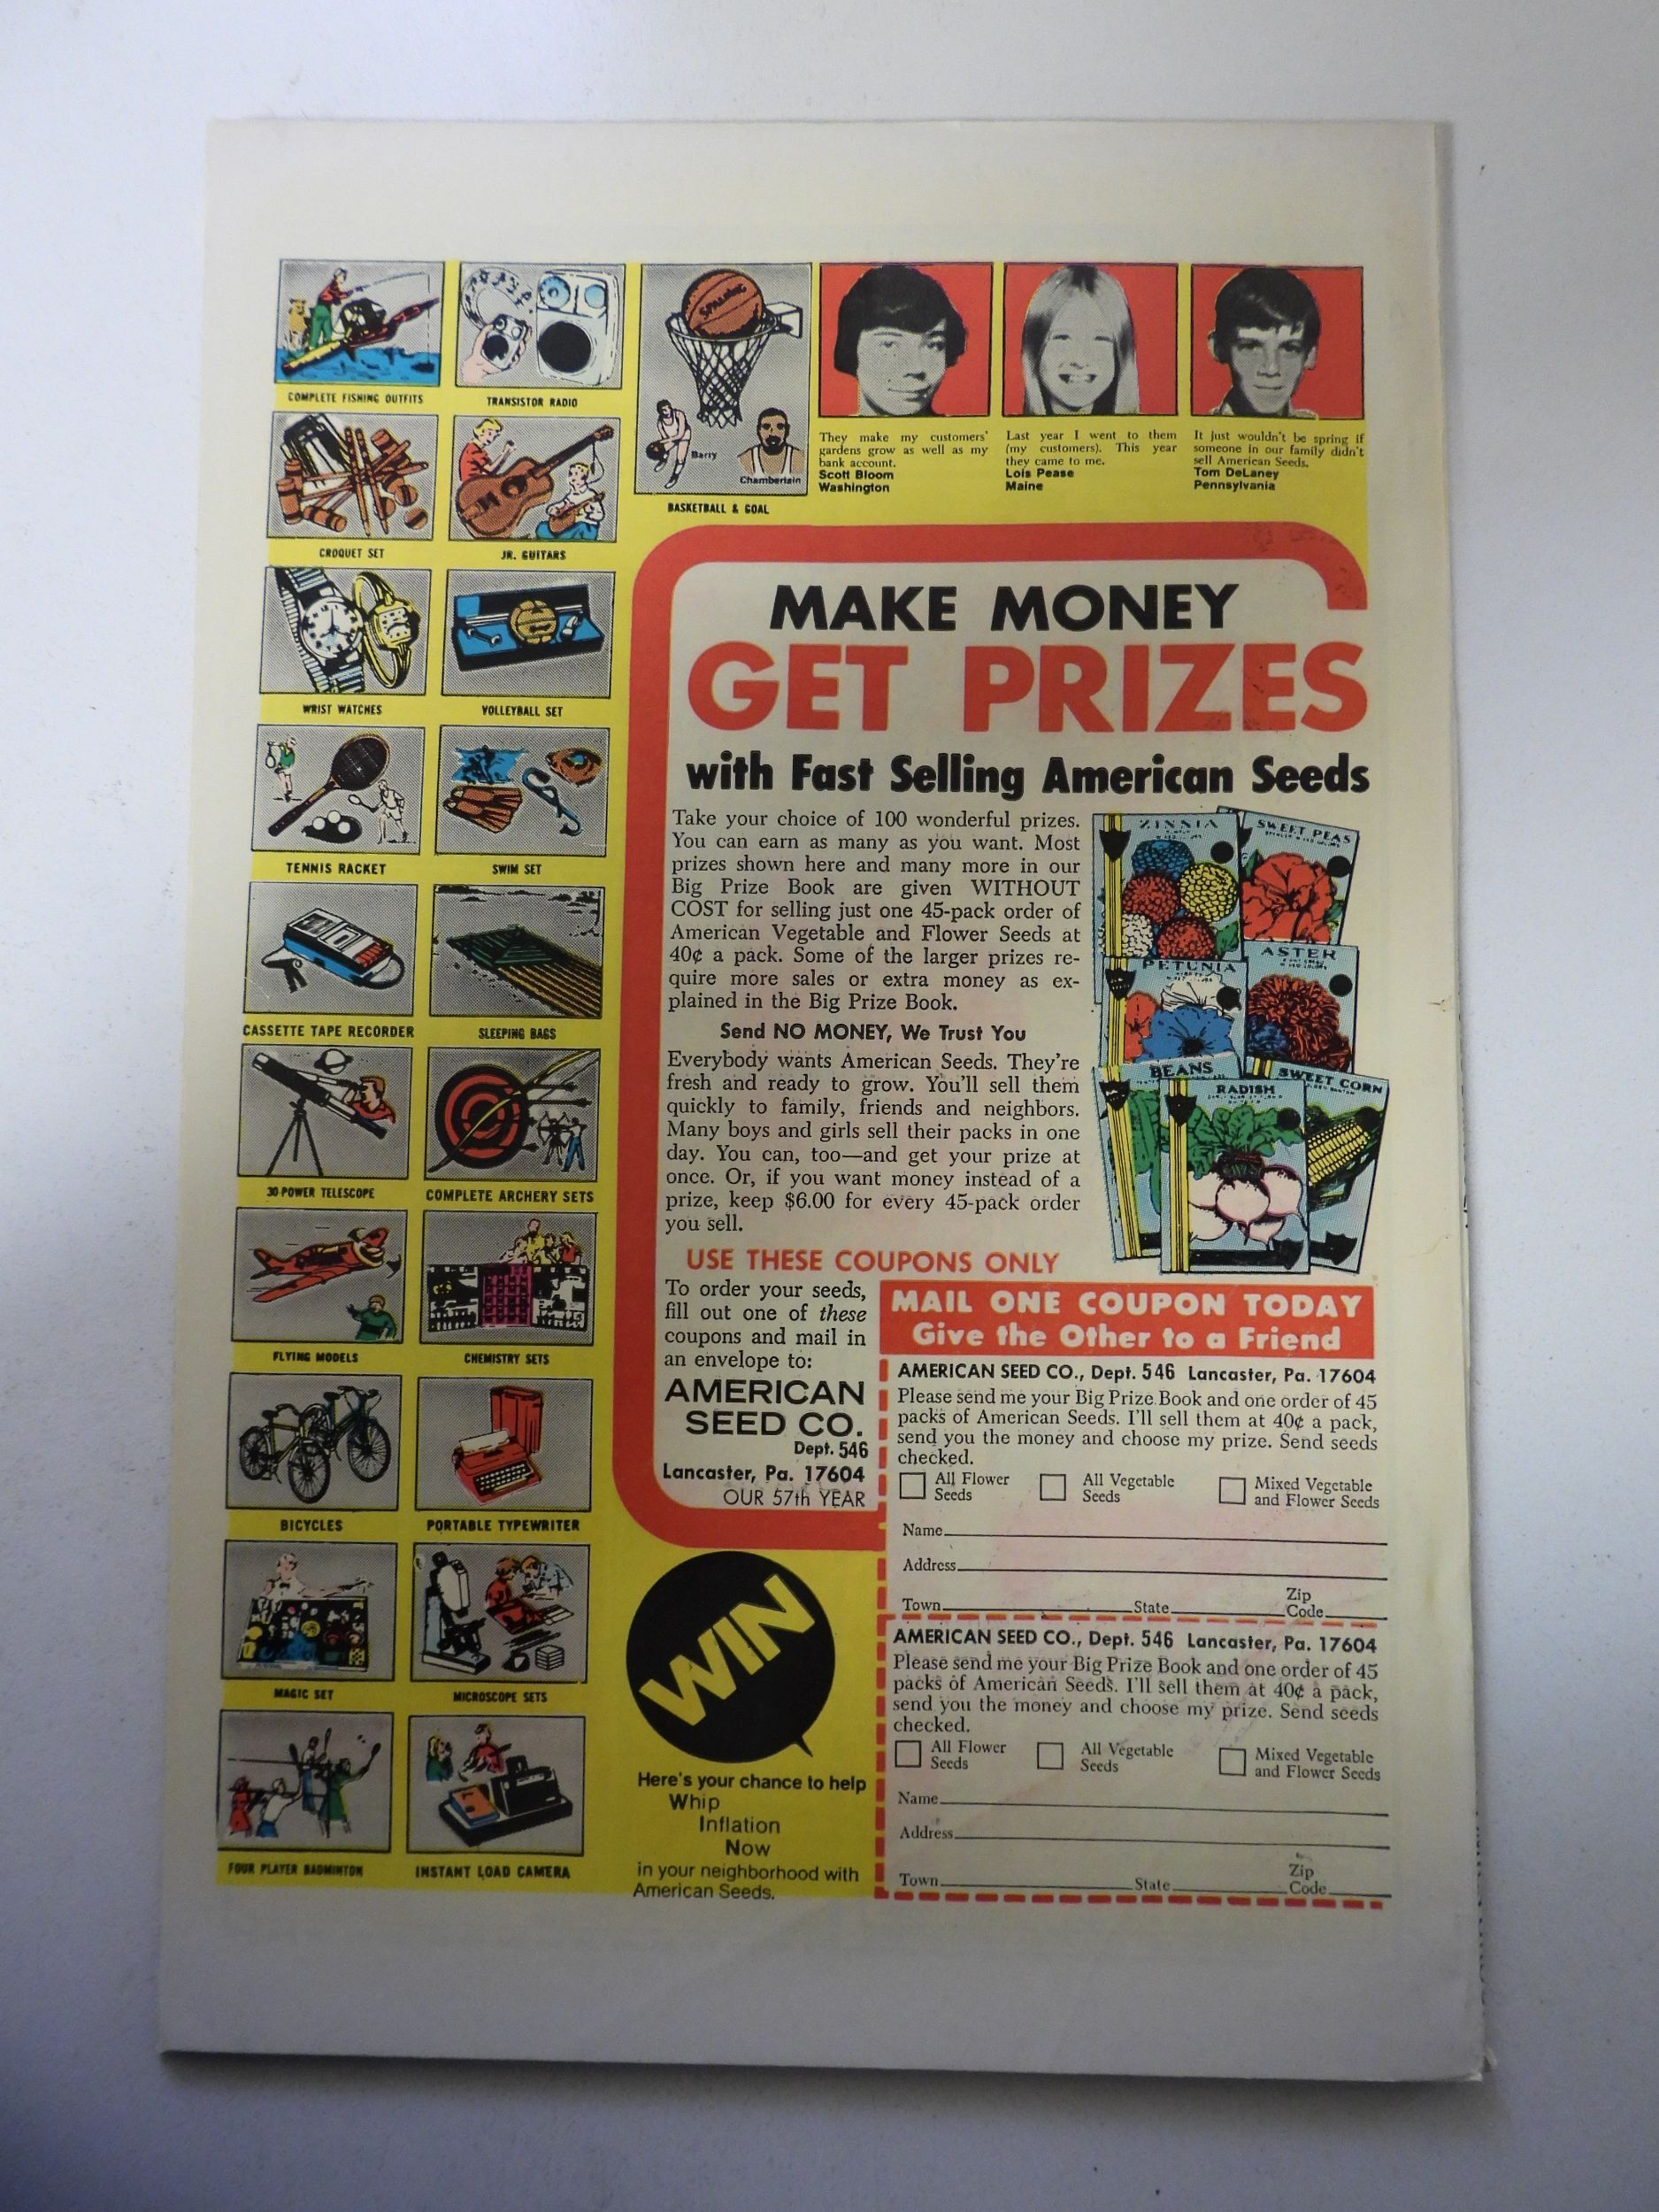 COMPLETE FISHING OUTFITS
TRANSISTOR RADIO
SPALDING
Barry
Chamberlain
BASKETBALL & GOAL
CROQUET SET
JR. GUITARS
WRIST WATCHES
VOLLEYBALL SET
TENNIS RACKET
SWIM SET
CASSETTE TAPE RECORDER
SLEEPING BAGS
30-POWER TELESCOPE
COMPLETE ARCHERY SETS
FLYING MODELS
CHEMISTRY SETS
BICYCLES
PORTABLE TYPEWRITER
MAGIC SET
MICROSCOPE SETS
FOUR PLAYER BADMINTON
INSTANT LOAD CAMERA
They make my customers'
gardens grow as well as my
bank account.
Scott Bloom
Washington
Last year I went to them
(my customers). This year
they came to me.
Lois Pease
Maine
It just wouldn't be spring if
someone in our family didn't
sell American Seeds.
Tom DeLaney
Pennsylvania
MAKE MONEY
GET PRIZES
with Fast Selling American Seeds
Take your choice of 100 wonderful prizes.
You can earn as many as you want. Most
prizes shown here and many more in our
Big Prize Book are given WITHOUT
COST for selling just one 45-pack order of
American Vegetable and Flower Seeds at
40¢ a pack. Some of the larger prizes re-
quire more sales or extra money as ex-
plained in the Big Prize Book.
Send NO MONEY, We Trust You
Everybody wants American Seeds. They're
fresh and ready to grow. You'll sell them
quickly to family, friends and neighbors.
Many boys and girls sell their packs in one
day. You can, too—and get your prize at
once. Or, if you want money instead of a
prize, keep $6.00 for every 45-pack order
you sell.
ZINNIA
SWEET PEAS
PETUNIA
ASTER
BEANS
RADISH
SWEET CORN
USE THESE COUPONS ONLY
To order your seeds,
fill out one of these
coupons and mail in
an envelope to:
AMERICAN
SEED CO.
Dept. 546
Lancaster, Pa. 17604
OUR 57th YEAR
WIN
Here's your chance to help
Whip
Inflation
Now
in your neighborhood with
American Seeds.
MAIL ONE COUPON TODAY
Give the Other to a Friend
AMERICAN SEED CO., Dept. 546 Lancaster, Pa. 17604
Please send me your Big Prize Book and one order of 45
packs of American Seeds. I'll sell them at 40¢ a pack,
send you the money and choose my prize. Send seeds
checked.
All Flower Seeds
All Vegetable Seeds
Mixed Vegetable and Flower Seeds
Name
Address
Town State Zip Code
AMERICAN SEED CO., Dept. 546 Lancaster, Pa. 17604
Please send me your Big Prize Book and one order of 45
packs of American Seeds. I'll sell them at 40¢ a pack,
send you the money and choose my prize. Send seeds
checked.
All Flower Seeds
All Vegetable Seeds
Mixed Vegetable and Flower Seeds
Name
Address
Town State Zip Code